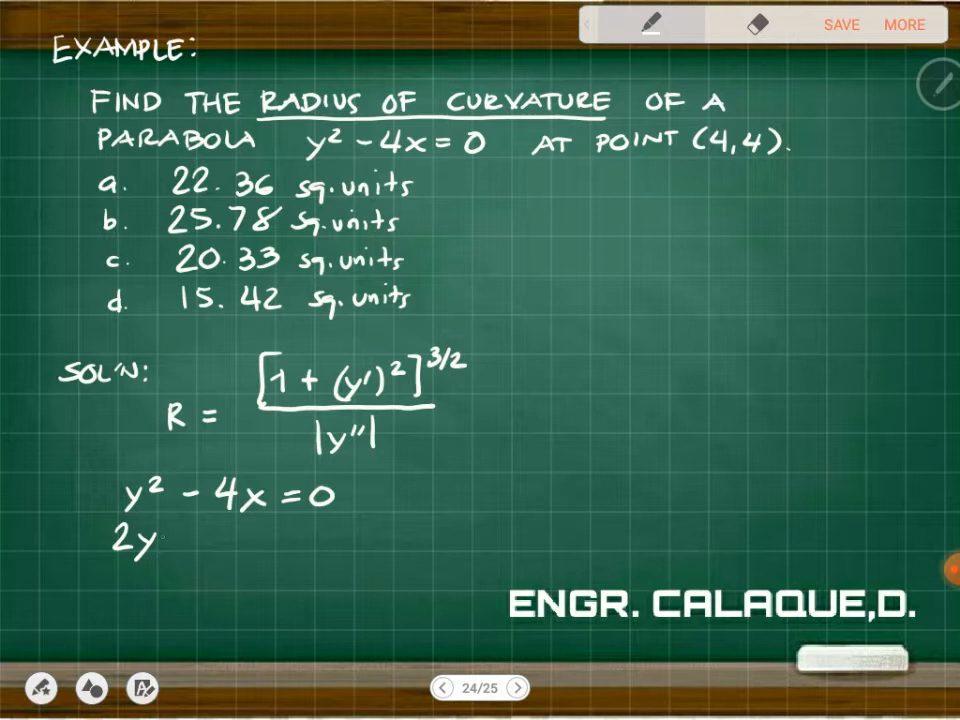 SAVE MORE
EXAMPLE:
FIND THE RADIUS OF CURVATURE OF A
PARABOLA y² - 4x = 0 AT POINT (4,4).
a. 22.36 sq.units
b. 25.78 sq.units
c. 20.33 sq.units
d. 15.42 sq.units
SOL'N:
R = [1 + (y')²]^3/2 / |y"|
y² - 4x = 0
2y
ENGR. CALAQUE,D.
24/25